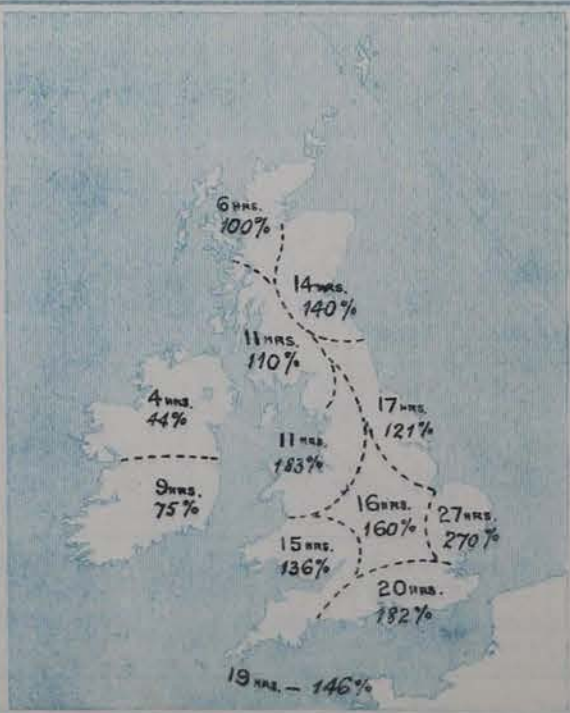 6 HRS.
100%
14 HRS.
140%
11 HRS.
110%
4 HRS.
44%
17 HRS.
121%
11 HRS.
183%
9 HRS.
75%
16 HRS.
160%
27 HRS.
270%
15 HRS.
136%
20 HRS.
182%
19 HRS. – 146%